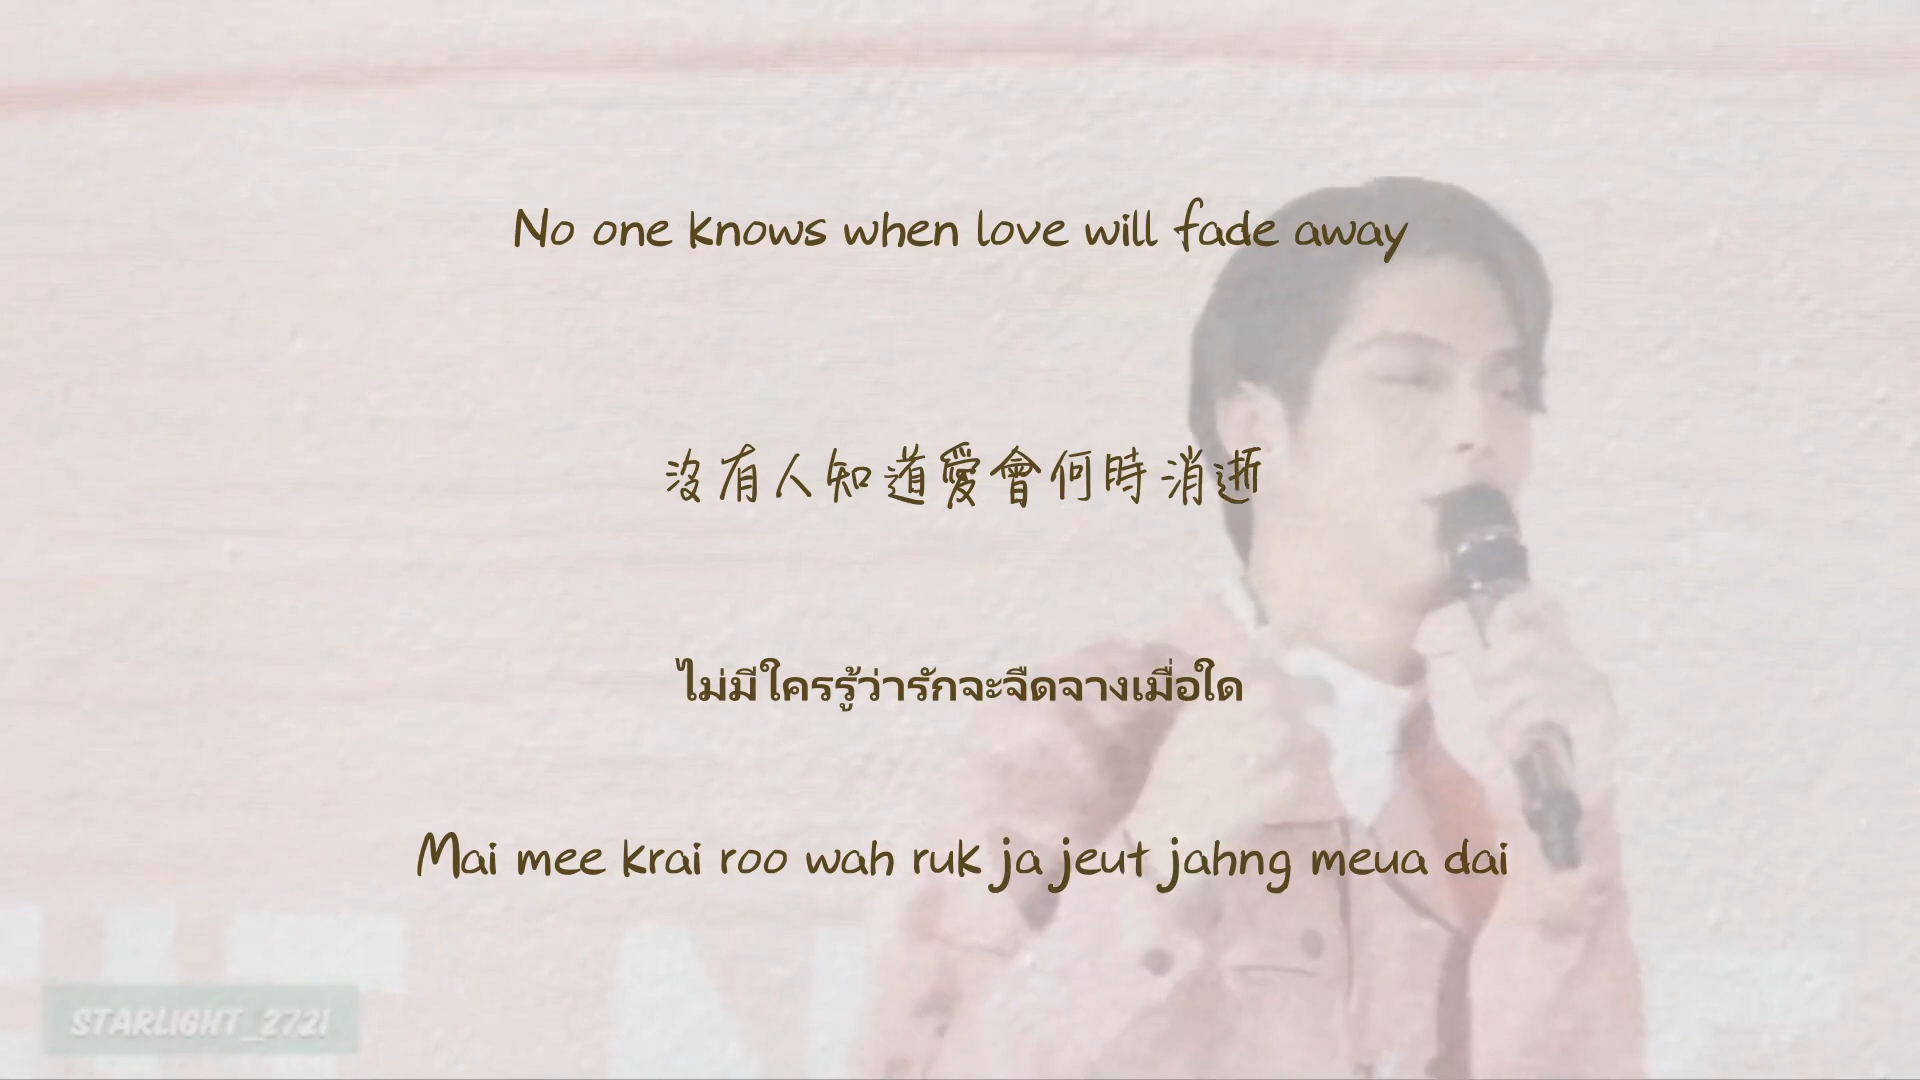 No one knows when love will fade away
沒有人知道愛會何時消逝
ไม่มีใครรู้ว่ารักจะจืดจางเมื่อใด
Mai mee krai roo wah ruk ja jeut jahng meua dai
STARLIGHT_2721